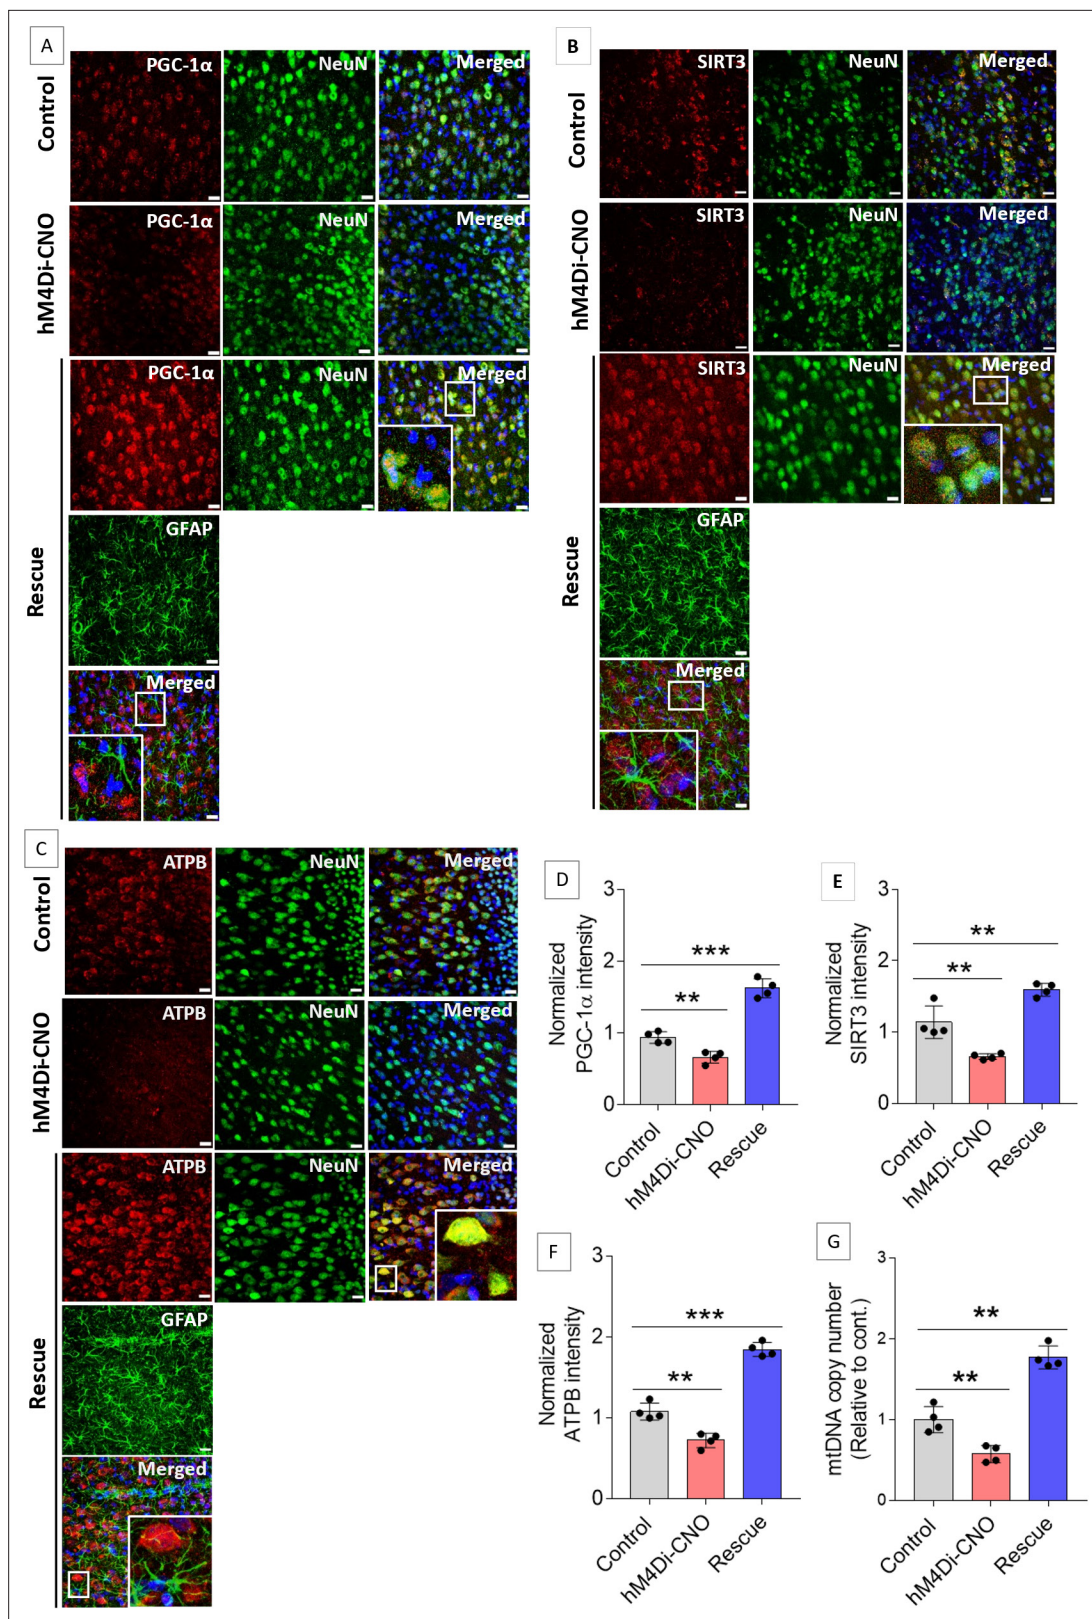 A
Control
PGC-1α
NeuN
Merged
hM4Di-CNO
PGC-1α
NeuN
Merged
Rescue
PGC-1α
NeuN
Merged
GFAP
Merged
B
Control
SIRT3
NeuN
Merged
hM4Di-CNO
SIRT3
NeuN
Merged
Rescue
SIRT3
NeuN
Merged
GFAP
Merged
C
Control
ATPB
NeuN
Merged
hM4Di-CNO
ATPB
NeuN
Merged
Rescue
ATPB
NeuN
Merged
GFAP
Merged
D
Normalized
PGC-1α intensity
3
2
1
0
***
**
Control
hM4Di-CNO
Rescue
E
Normalized
SIRT3 intensity
3
2
1
0
**
**
Control
hM4Di-CNO
Rescue
F
Normalized
ATPB intensity
3
2
1
0
***
**
Control
hM4Di-CNO
Rescue
G
mtDNA copy number
(Relative to cont.)
3
2
1
0
**
**
Control
hM4Di-CNO
Rescue